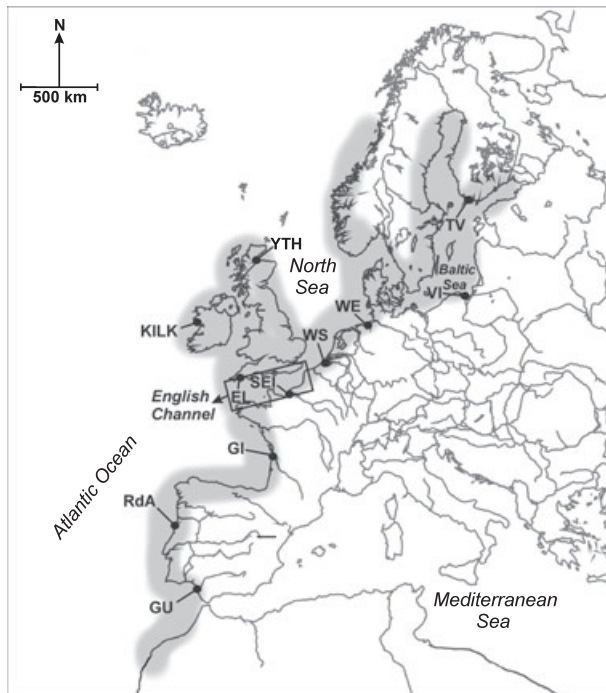 N
500 km
YTH
North
Sea
TV
Baltic
Sea
VI
WE
KILK
WS
SEI
EL
English
Channel
GI
Atlantic Ocean
RdA
GU
Mediterranean
Sea